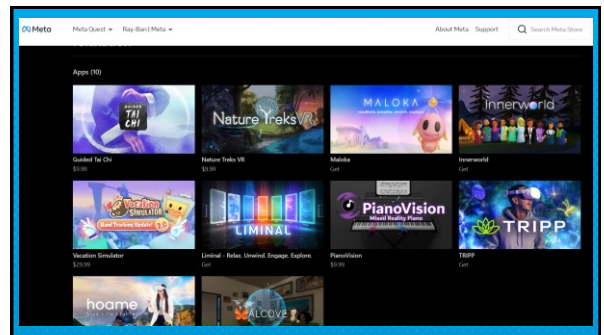 Meta
Meta Quest
Ray-Ban | Meta
About Meta
Support
Search Meta Store
Apps (10)
GUIDED
TAI
CHI
Nature Treks VR
MALOKA
Innerworld
Guided Tai Chi
$9.99
Nature Treks VR
$9.99
Maloka
Get
Innerworld
Get
Vacation
SIMULATOR
Hand Tracking Update!
LIMINAL
PianoVision
Mixed Reality Piano
TRIPP
Vacation Simulator
$29.99
Liminal - Relax. Unwind. Engage. Explore.
Get
PianoVision
$9.99
TRIPP
Get
hoame
ALCOVE